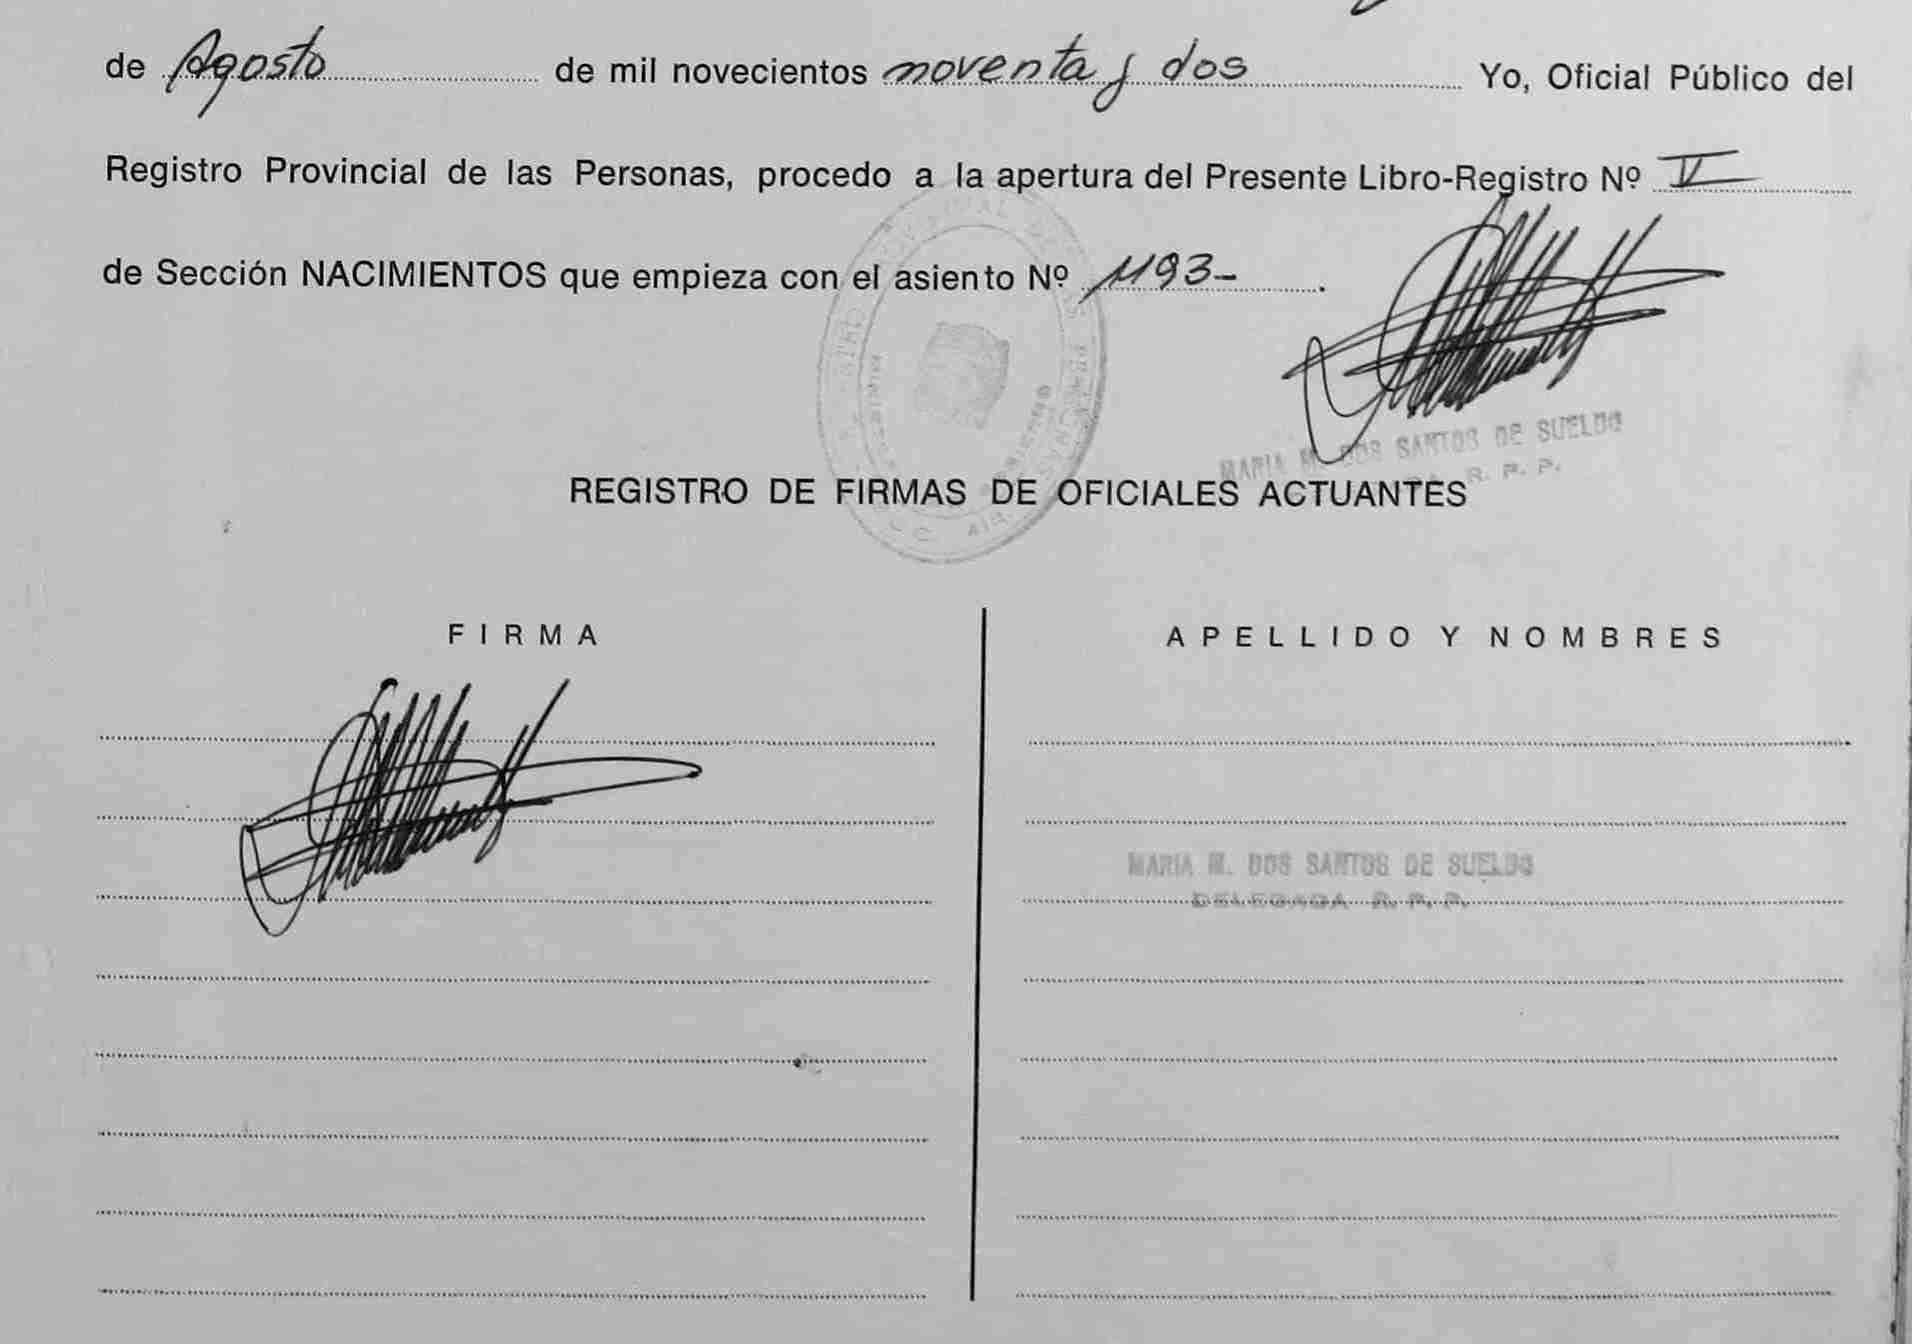 de Agosto de mil novecientos noventa y dos Yo, Oficial Público del
Registro Provincial de las Personas, procedo a la apertura del Presente Libro-Registro Nº V
de Sección NACIMIENTOS que empieza con el asiento Nº 1193-.
MARIA M. DOS SANTOS DE SUELDO
R. P. P.
REGISTRO DE FIRMAS DE OFICIALES ACTUANTES
FIRMA
APELLIDO Y NOMBRES
MARIA M. DOS SANTOS DE SUELDO
DELEGADA R. P. P.